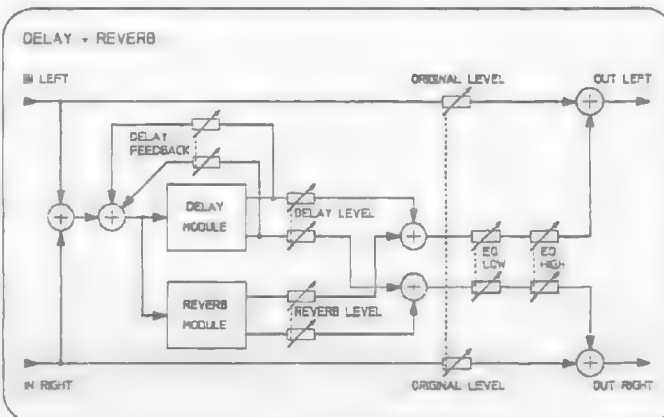 DELAY + REVERB
IN LEFT
ORIGINAL LEVEL
OUT LEFT
DELAY
FEEDBACK
DELAY
MODULE
DELAY LEVEL
EQ
LOW
EQ
HIGH
REVERB
MODULE
REVERB LEVEL
IN RIGHT
ORIGINAL LEVEL
OUT RIGHT